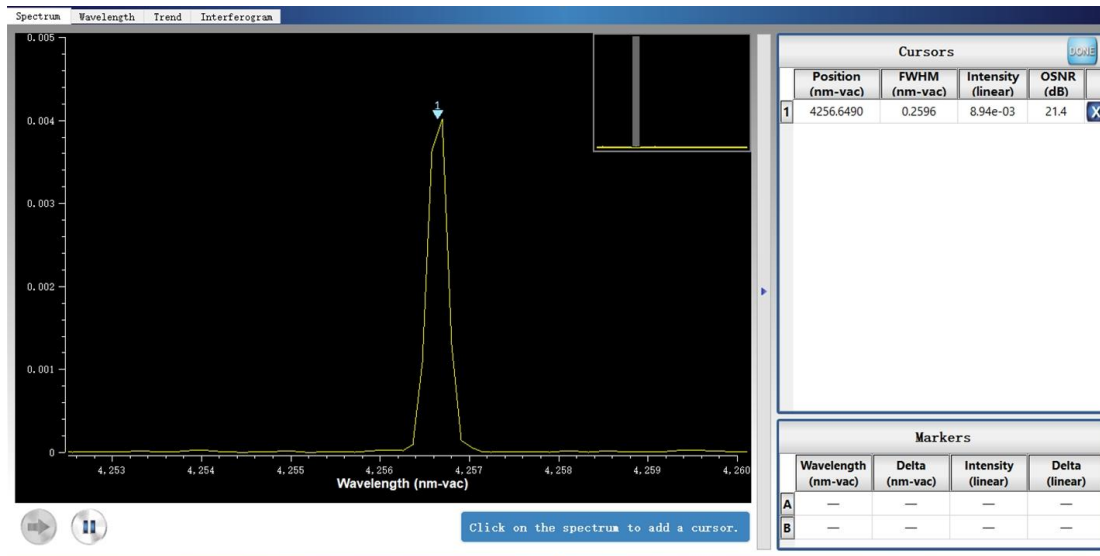 Spectrum Wavelength Trend Interferogram
0.005
0.004
0.003
0.002
0.001
0
1
4,253 4,254 4,255 4,256 4,257 4,258 4,259 4,260
Wavelength (nm-vac)
Click on the spectrum to add a cursor.
Cursors
DONE
Position FWHM Intensity OSNR
(nm-vac) (nm-vac) (linear) (dB)
1 4256.6490 0.2596 8.94e-03 21.4 X
Markers
Wavelength Delta Intensity Delta
(nm-vac) (nm-vac) (linear) (linear)
A — — — —
B — — — —